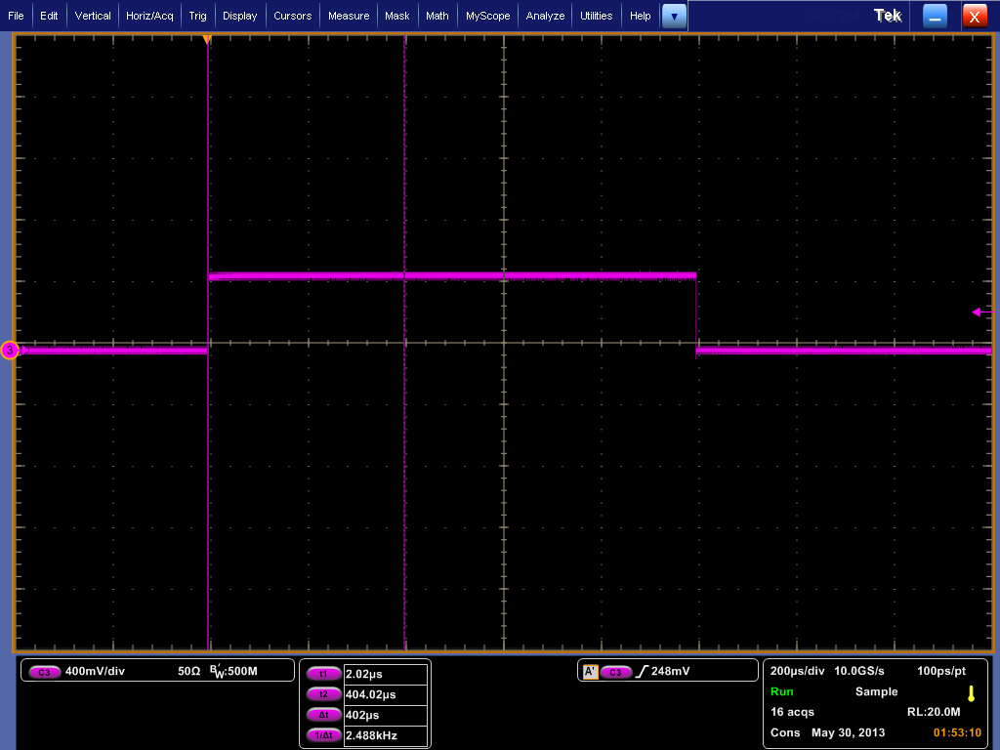 File Edit Vertical Horiz/Acq Trig Display Cursors Measure Mask Math MyScope Analyze Utilities Help Tek X
3
C3 400mV/div 50Ω BW:500M
t1 2.02µs
t2 404.02µs
Δt 402µs
1/Δt 2.488kHz
A' C3 248mV
200µs/div 10.0GS/s 100ps/pt
Run Sample
16 acqs RL:20.0M
Cons May 30, 2013 01:53:10